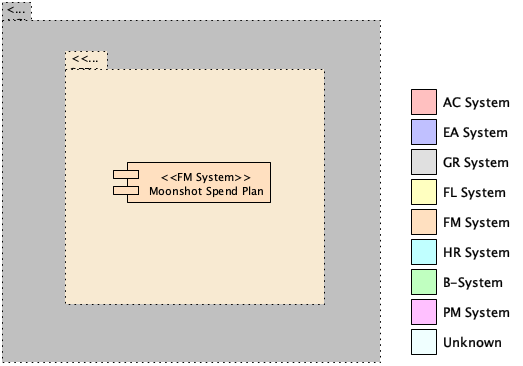 <...
<<...
<<FM System>>
Moonshot Spend Plan
AC System
EA System
GR System
FL System
FM System
HR System
B-System
PM System
Unknown